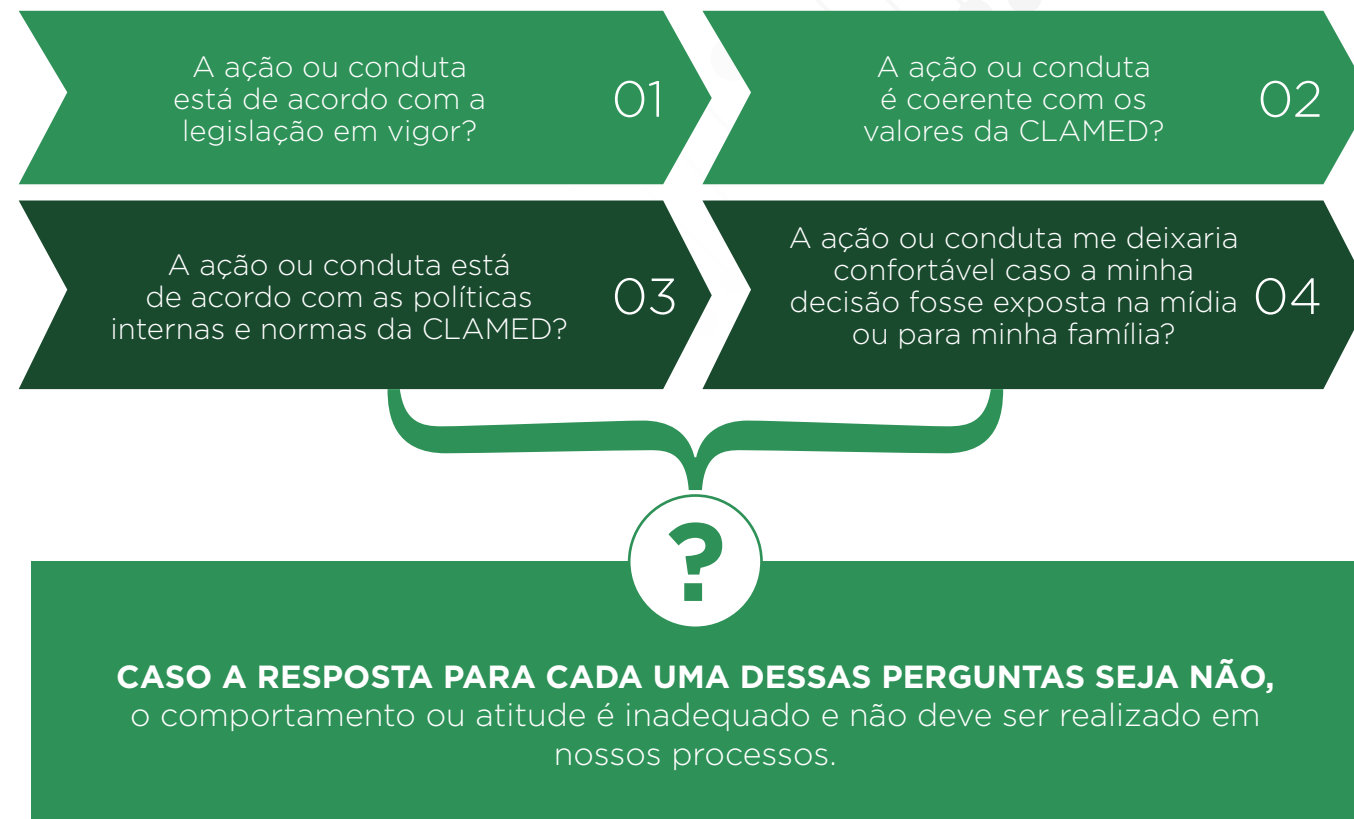 A ação ou conduta
está de acordo com a
legislação em vigor?
01
A ação ou conduta
é coerente com os
valores da CLAMED?
02
A ação ou conduta está
de acordo com as políticas
internas e normas da CLAMED?
03
A ação ou conduta me deixaria
confortável caso a minha
decisão fosse exposta na mídia
ou para minha família?
04
?
CASO A RESPOSTA PARA CADA UMA DESSAS PERGUNTAS SEJA NÃO,
o comportamento ou atitude é inadequado e não deve ser realizado em
nossos processos.